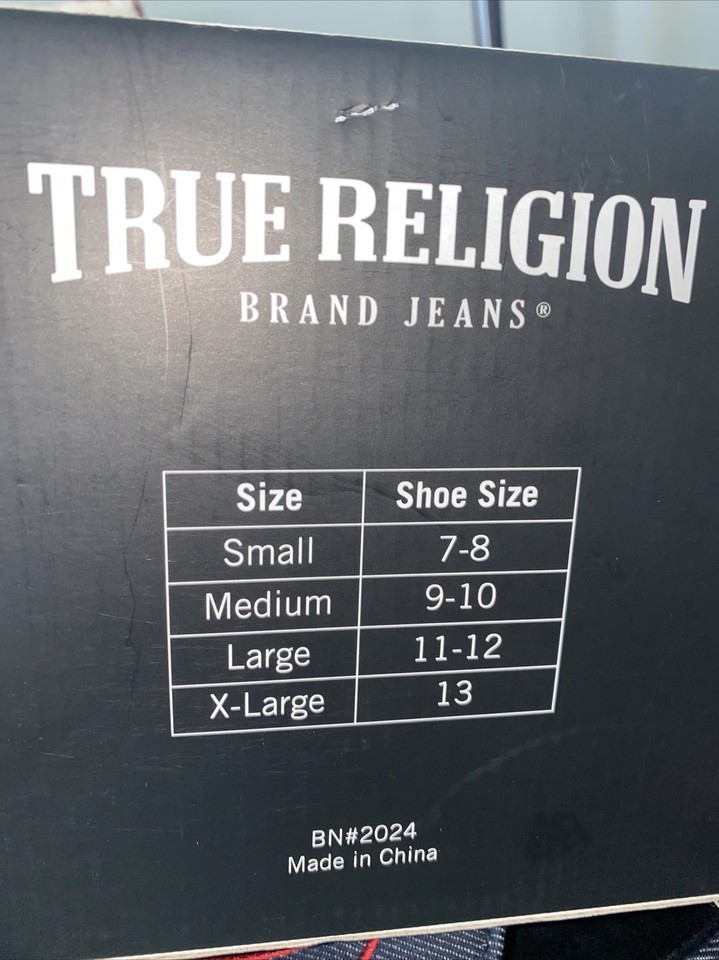 TRUE RELIGION
BRAND JEANS®
Size Shoe Size
Small 7-8
Medium 9-10
Large 11-12
X-Large 13
BN#2024
Made in China